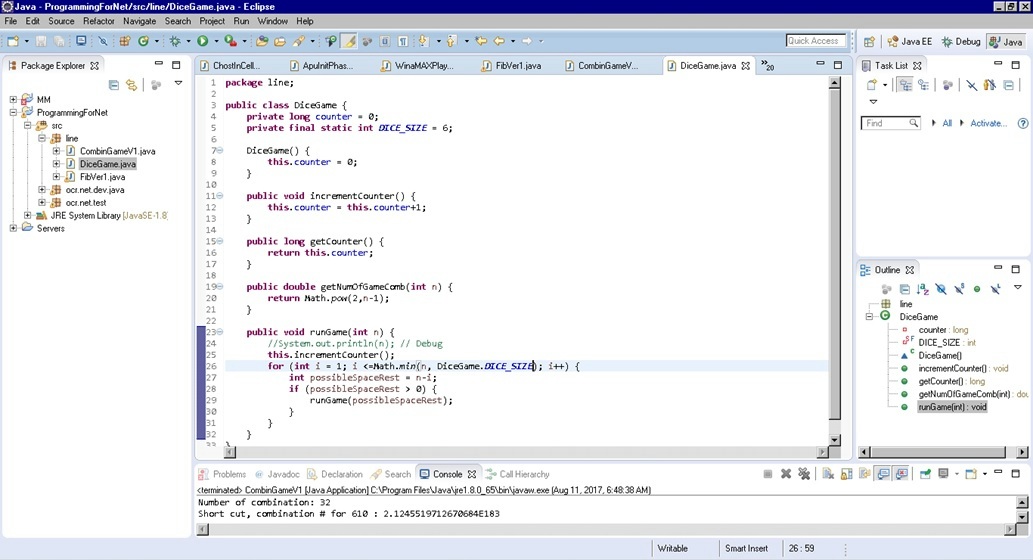 Java - ProgrammingForNet/src/line/DiceGame.java - Eclipse
File Edit Source Refactor Navigate Search Project Run Window Help
Quick Access Java EE Debug Java
Package Explorer
MM
ProgrammingForNet
src
line
CombinGameV1.java
DiceGame.java
FibVer1.java
ocr.net.dev.java
ocr.net.test
JRE System Library [JavaSE-1.8]
Servers
GhostInCell... ApuInitPhas... WinaMAXPlay... FibVer1.java CombinGameV... DiceGame.java »20
1 package line;
2
3 public class DiceGame {
4 private long counter = 0;
5 private final static int DICE_SIZE = 6;
6
7 DiceGame() {
8 this.counter = 0;
9 }
10
11 public void incrementCounter() {
12 this.counter = this.counter+1;
13 }
14
15 public long getCounter() {
16 return this.counter;
17 }
18
19 public double getNumOfGameComb(int n) {
20 return Math.pow(2,n-1);
21 }
22
23 public void runGame(int n) {
24 //System.out.println(n); // Debug
25 this.incrementCounter();
26 for (int i = 1; i <=Math.min(n, DiceGame.DICE_SIZE); i++) {
27 int possibleSpaceRest = n-i;
28 if (possibleSpaceRest > 0) {
29 runGame(possibleSpaceRest);
30 }
31 }
32 }
33 }
Task List
Find All Activate...
Outline
line
DiceGame
counter : long
DICE_SIZE : int
DiceGame()
incrementCounter() : void
getCounter() : long
getNumOfGameComb(int) : dou
runGame(int) : void
Problems Javadoc Declaration Search Console Call Hierarchy
<terminated> CombinGameV1 [Java Application] C:\Program Files\Java\jre1.8.0_65\bin\javaw.exe (Aug 11, 2017, 6:48:38 AM)
Number of combination: 32
Short cut, combination # for 610 : 2.1245519712670684E183
Writable Smart Insert 26 : 59